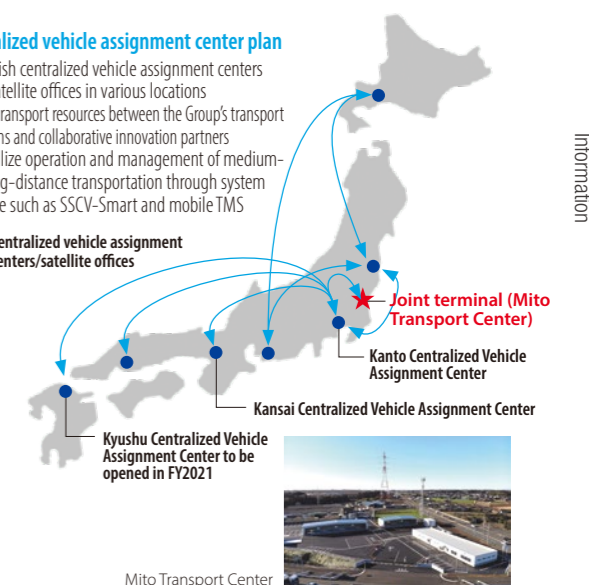 alized vehicle assignment center plan
ish centralized vehicle assignment centers
tellite offices in various locations
transport resources between the Group's transport
ns and collaborative innovation partners
lize operation and management of medium-
g-distance transportation through system
e such as SSCV-Smart and mobile TMS
entralized vehicle assignment
enters/satellite offices
Information
Joint terminal (Mito
Transport Center)
Kanto Centralized Vehicle
Assignment Center
Kansai Centralized Vehicle Assignment Center
Kyushu Centralized Vehicle
Assignment Center to be
opened in FY2021
Mito Transport Center